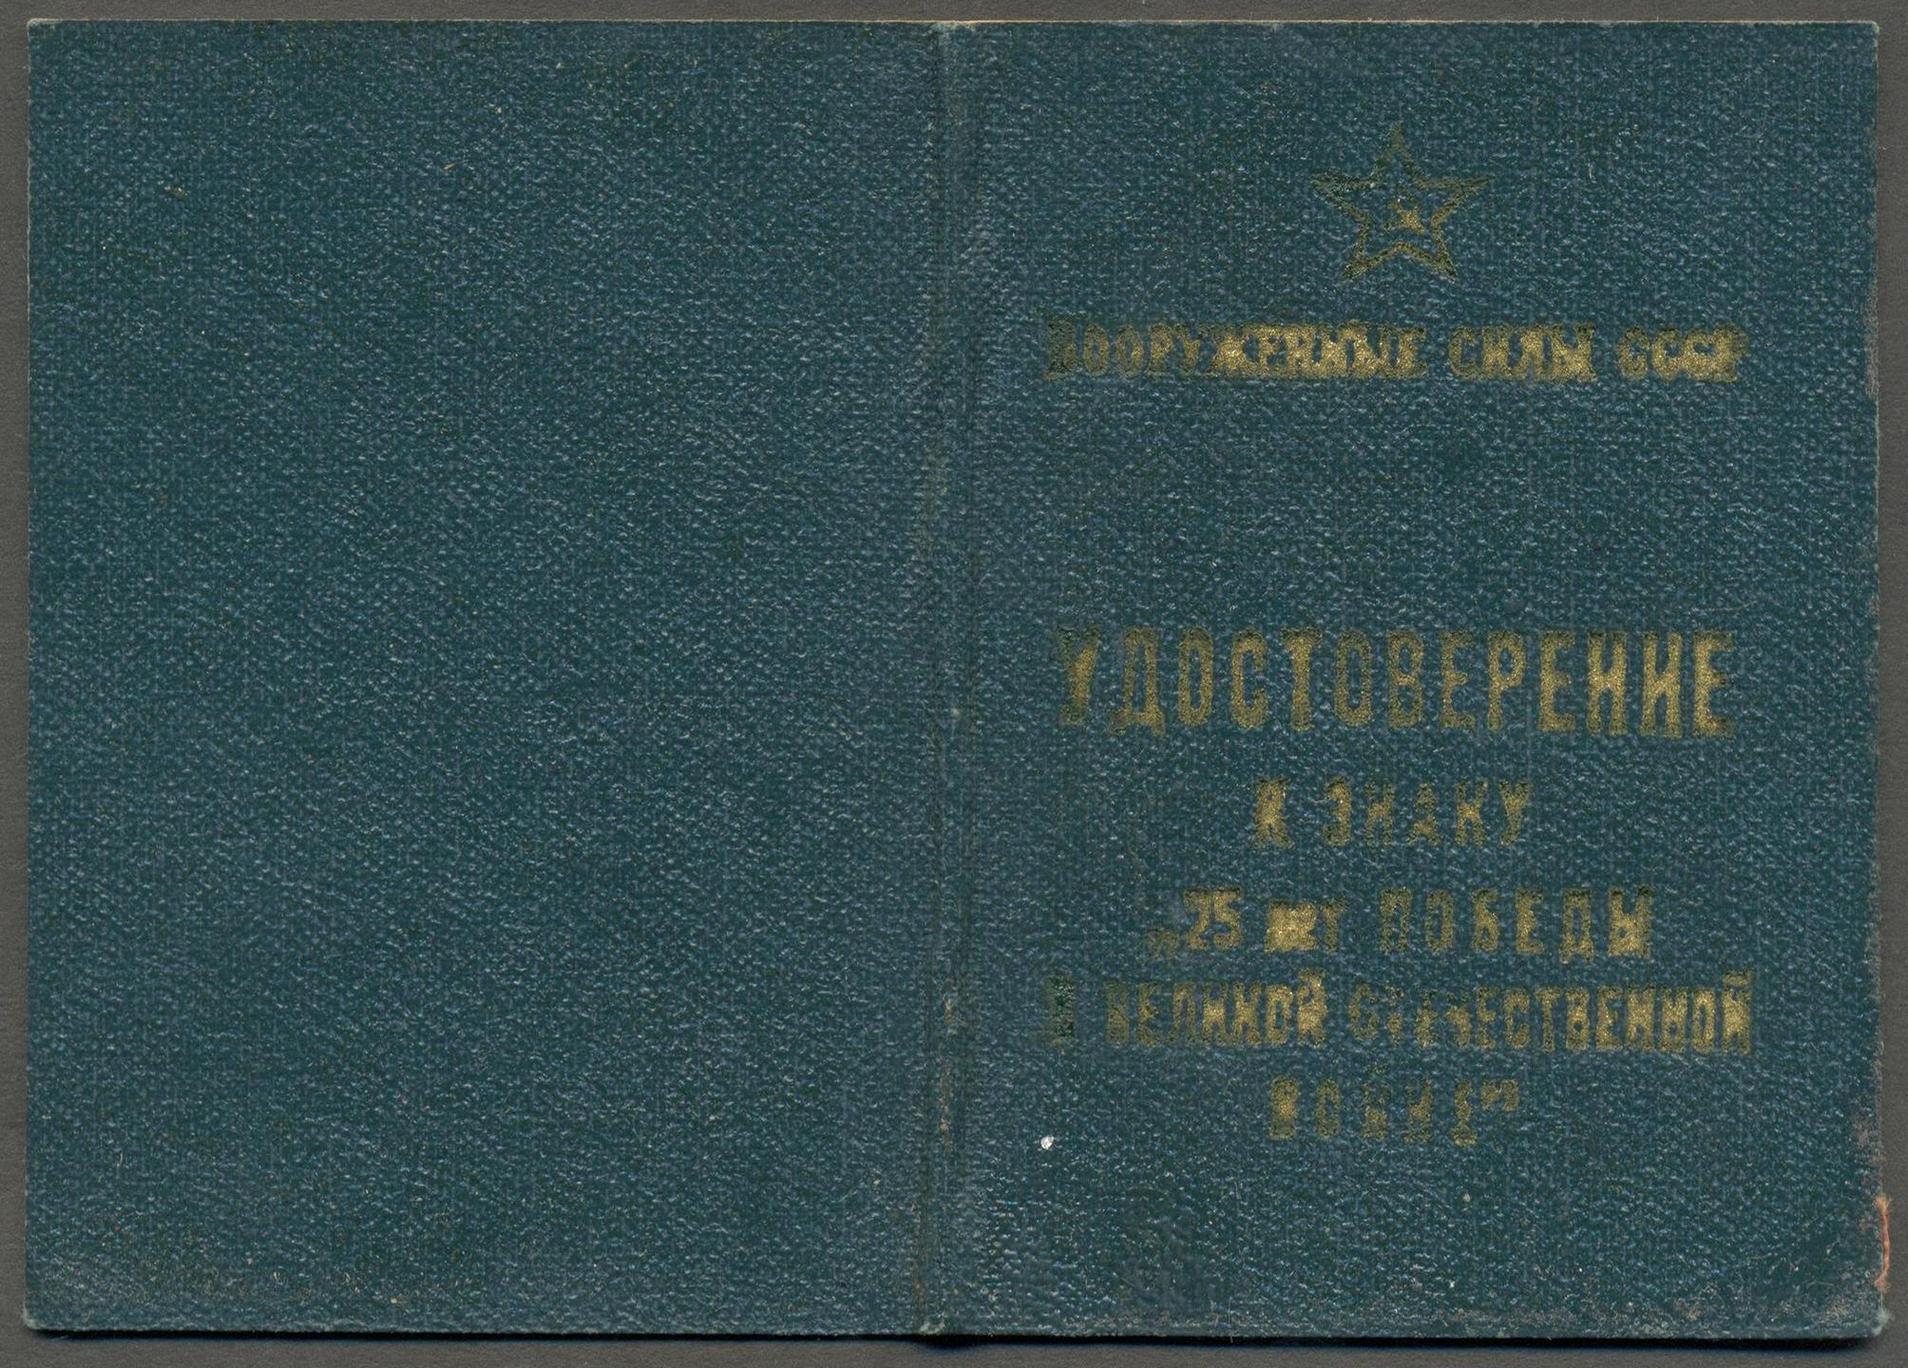 ВООРУЖЕННЫЕ СИЛЫ СССР
УДОСТОВЕРЕНИЕ
К ЗНАКУ
„25 лет ПОБЕДЫ
В ВЕЛИКОЙ ОТЕЧЕСТВЕННОЙ
ВОЙНЕ"